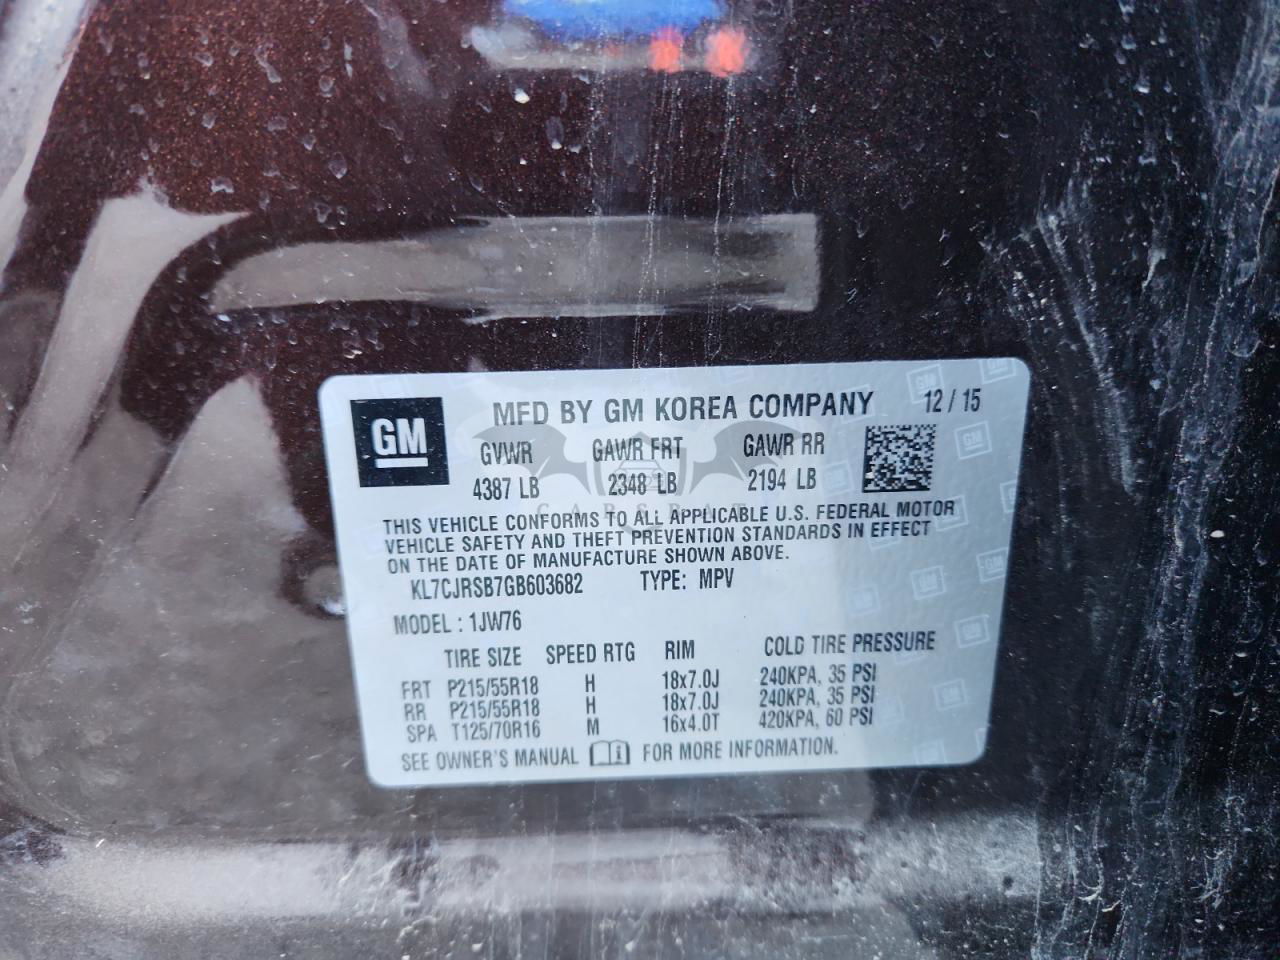 GM
MFD BY GM KOREA COMPANY 12 / 15
GVWR GAWR FRT GAWR RR
4387 LB 2348 LB 2194 LB
THIS VEHICLE CONFORMS TO ALL APPLICABLE U.S. FEDERAL MOTOR
VEHICLE SAFETY AND THEFT PREVENTION STANDARDS IN EFFECT
ON THE DATE OF MANUFACTURE SHOWN ABOVE.
KL7CJRSB7GB603682 TYPE: MPV
MODEL : 1JW76
TIRE SIZE SPEED RTG RIM COLD TIRE PRESSURE
FRT P215/55R18 H 18x7.0J 240KPA, 35 PSI
RR P215/55R18 H 18x7.0J 240KPA, 35 PSI
SPA T125/70R16 M 16x4.0T 420KPA, 60 PSI
SEE OWNER'S MANUAL FOR MORE INFORMATION.